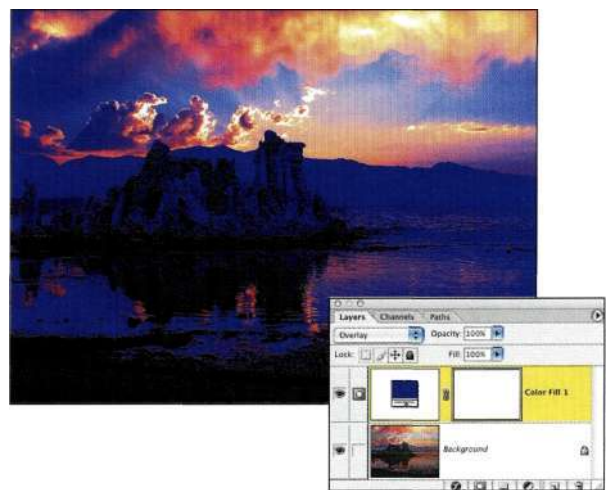 Layers Channels Paths
Overlay Opacity: 100%
Lock: Fill: 100%
Color Fill 1
Background